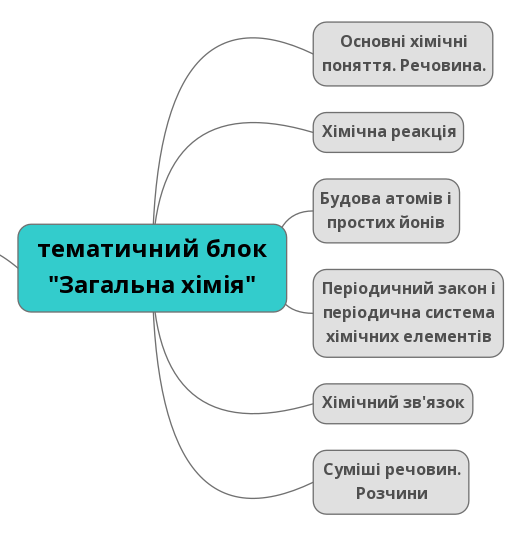 Основні хімічні
поняття. Речовина.
Хімічна реакція
Будова атомів і
простих йонів
тематичний блок
"Загальна хімія"
Періодичний закон і
періодична система
хімічних елементів
Хімічний зв'язок
Суміші речовин.
Розчини